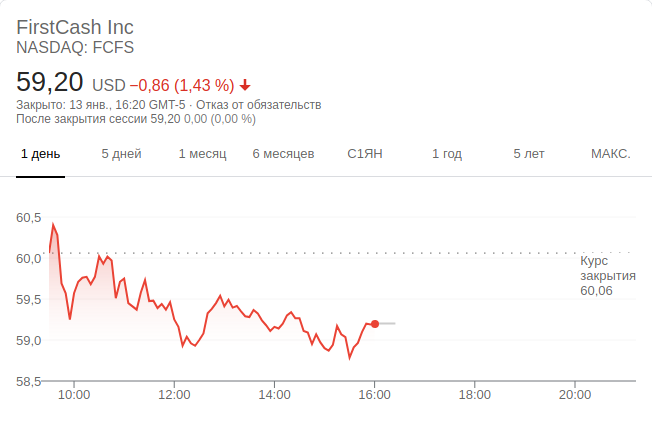 FirstCash Inc
NASDAQ: FCFS
59,20 USD −0,86 (1,43 %)
Закрыто: 13 янв., 16:20 GMT-5 · Отказ от обязательств
После закрытия сессии 59,20 0,00 (0,00 %)
1 день 5 дней 1 месяц 6 месяцев С1ЯН 1 год 5 лет МАКС.
60,5
60,0
59,5
59,0
58,5
Курс
закрытия
60,06
10:00 12:00 14:00 16:00 18:00 20:00